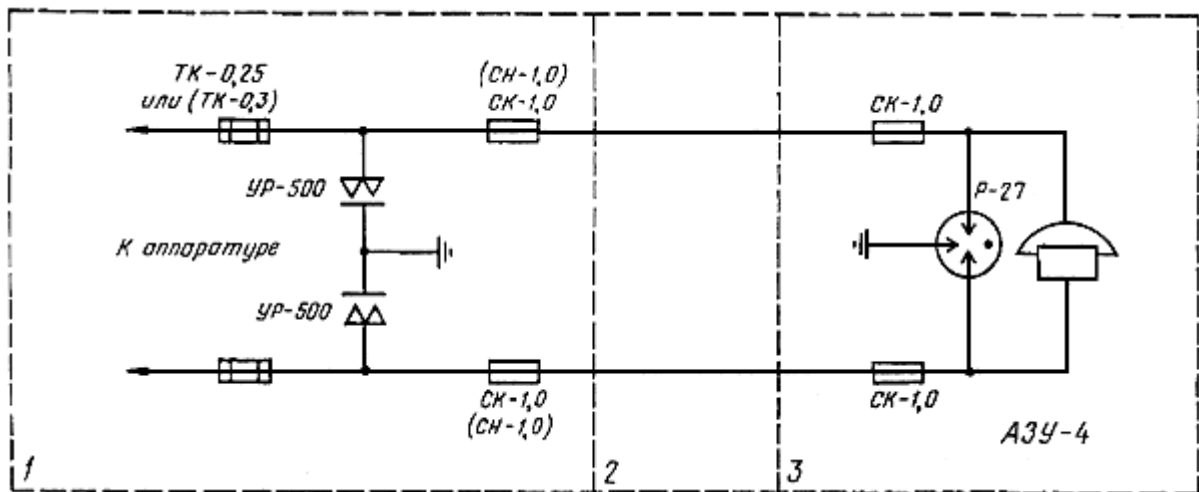 ТК-0,25
или (ТК-0,3)
(СН-1,0)
СК-1,0
СК-1,0
УР-500
Р-27
К аппаратуре
УР-500
СК-1,0
(СН-1,0)
СК-1,0
АЗУ-4
1
2
3